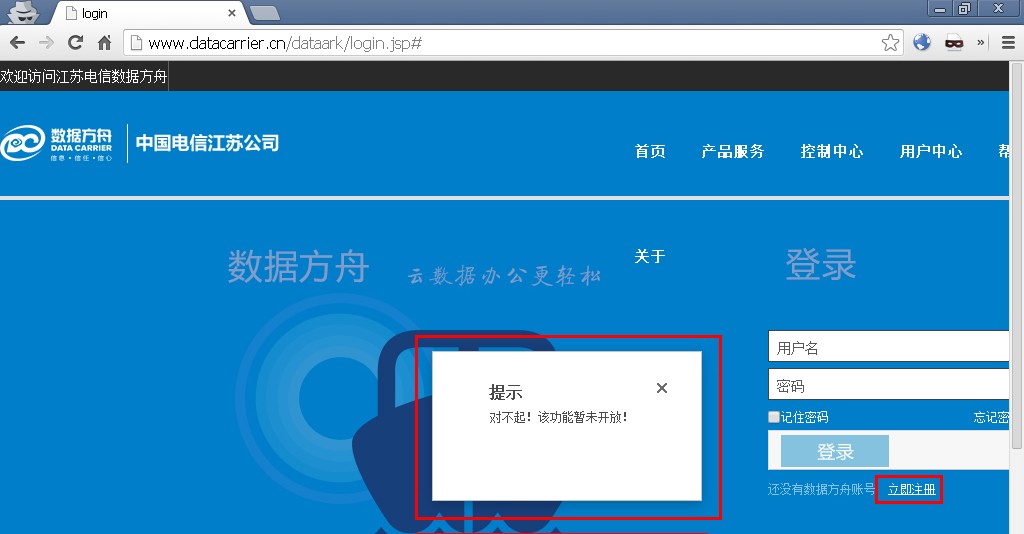 login
www.datacarrier.cn/dataark/login.jsp#
欢迎访问江苏电信数据方舟
数据方舟
DATA CARRIER
信息·信任·信心
中国电信江苏公司
首页 产品服务 控制中心 用户中心 帮
关于
数据方舟 云数据办公更轻松
登录
用户名
密码
记住密码 忘记密
登录
还没有数据方舟账号 立即注册
提示
对不起！该功能暂未开放！